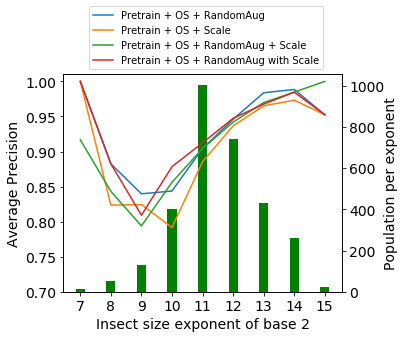 Pretrain + OS + RandomAug
Pretrain + OS + Scale
Pretrain + OS + RandomAug + Scale
Pretrain + OS + RandomAug with Scale
1.00
0.95
0.90
0.85
0.80
0.75
0.70
Average Precision
1000
800
600
400
200
0
Population per exponent
7 8 9 10 11 12 13 14 15
Insect size exponent of base 2